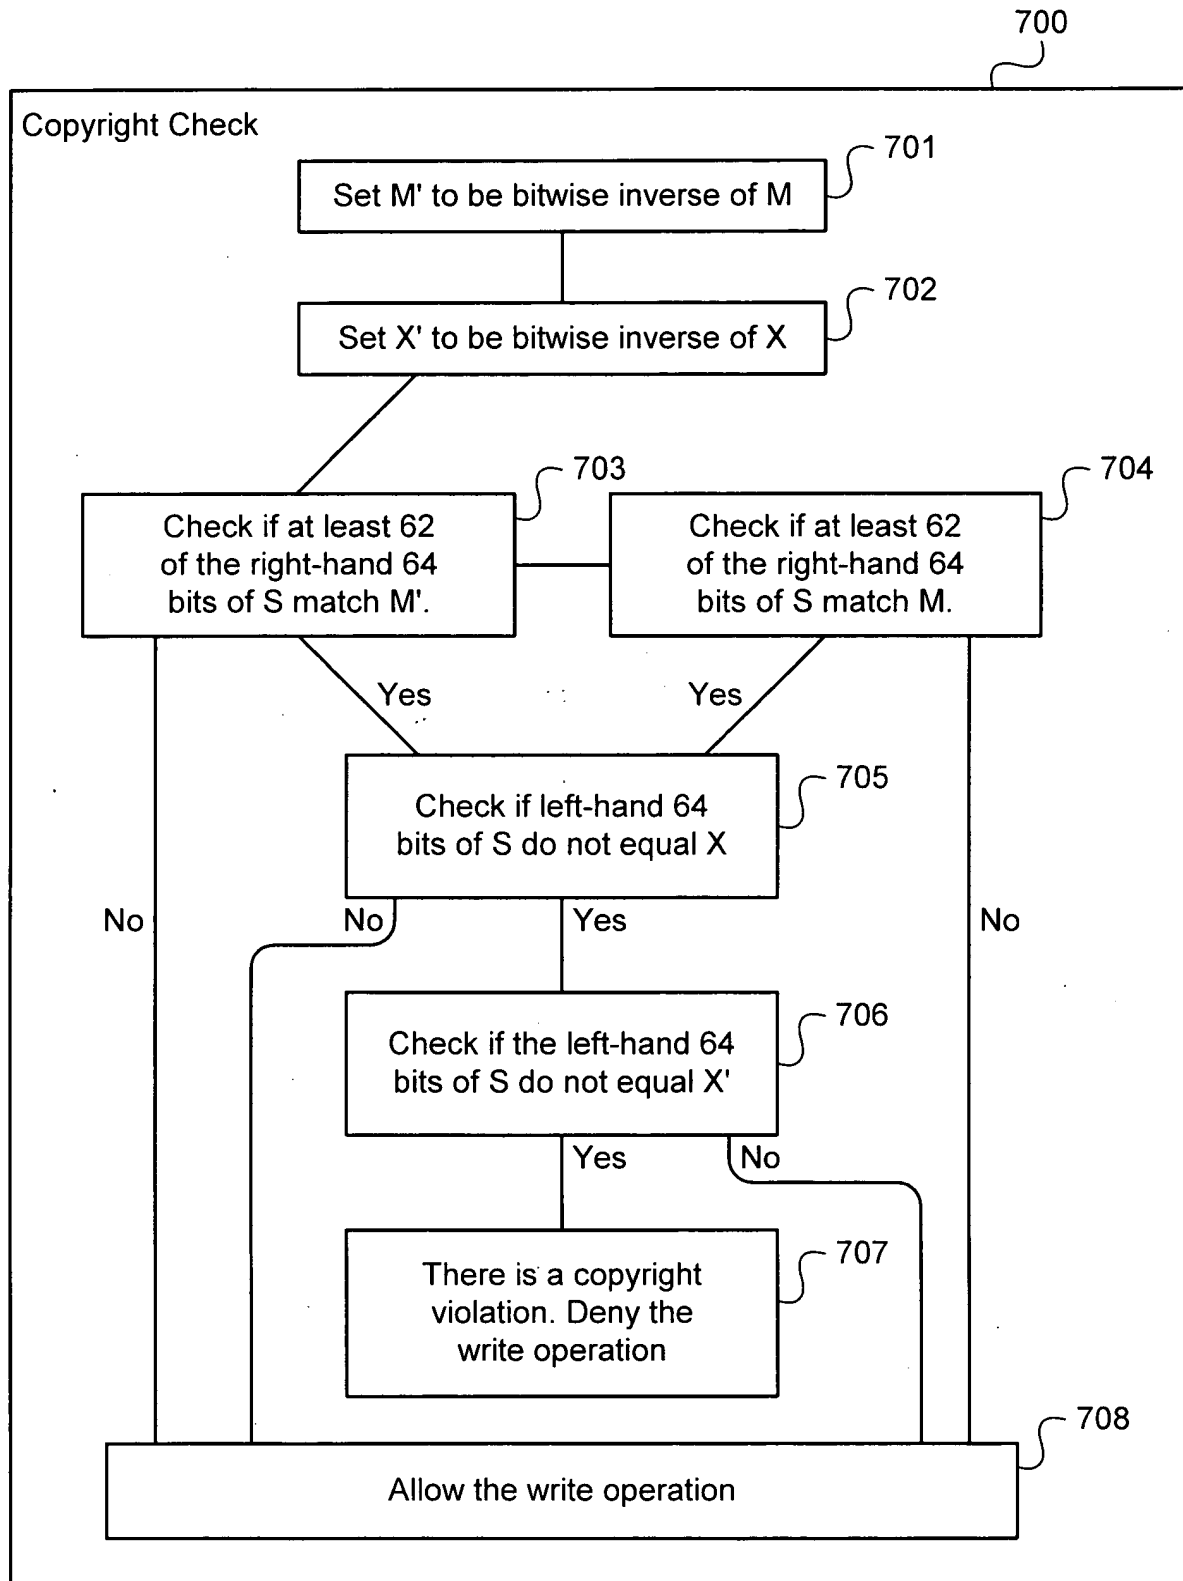 700
Copyright Check
701
Set M' to be bitwise inverse of M
702
Set X' to be bitwise inverse of X
703
704
Check if at least 62
of the right-hand 64
bits of S match M'.
Check if at least 62
of the right-hand 64
bits of S match M.
Yes
Yes
705
Check if left-hand 64
bits of S do not equal X
No
No
Yes
No
706
Check if the left-hand 64
bits of S do not equal X'
Yes
No
707
There is a copyright
violation. Deny the
write operation
708
Allow the write operation